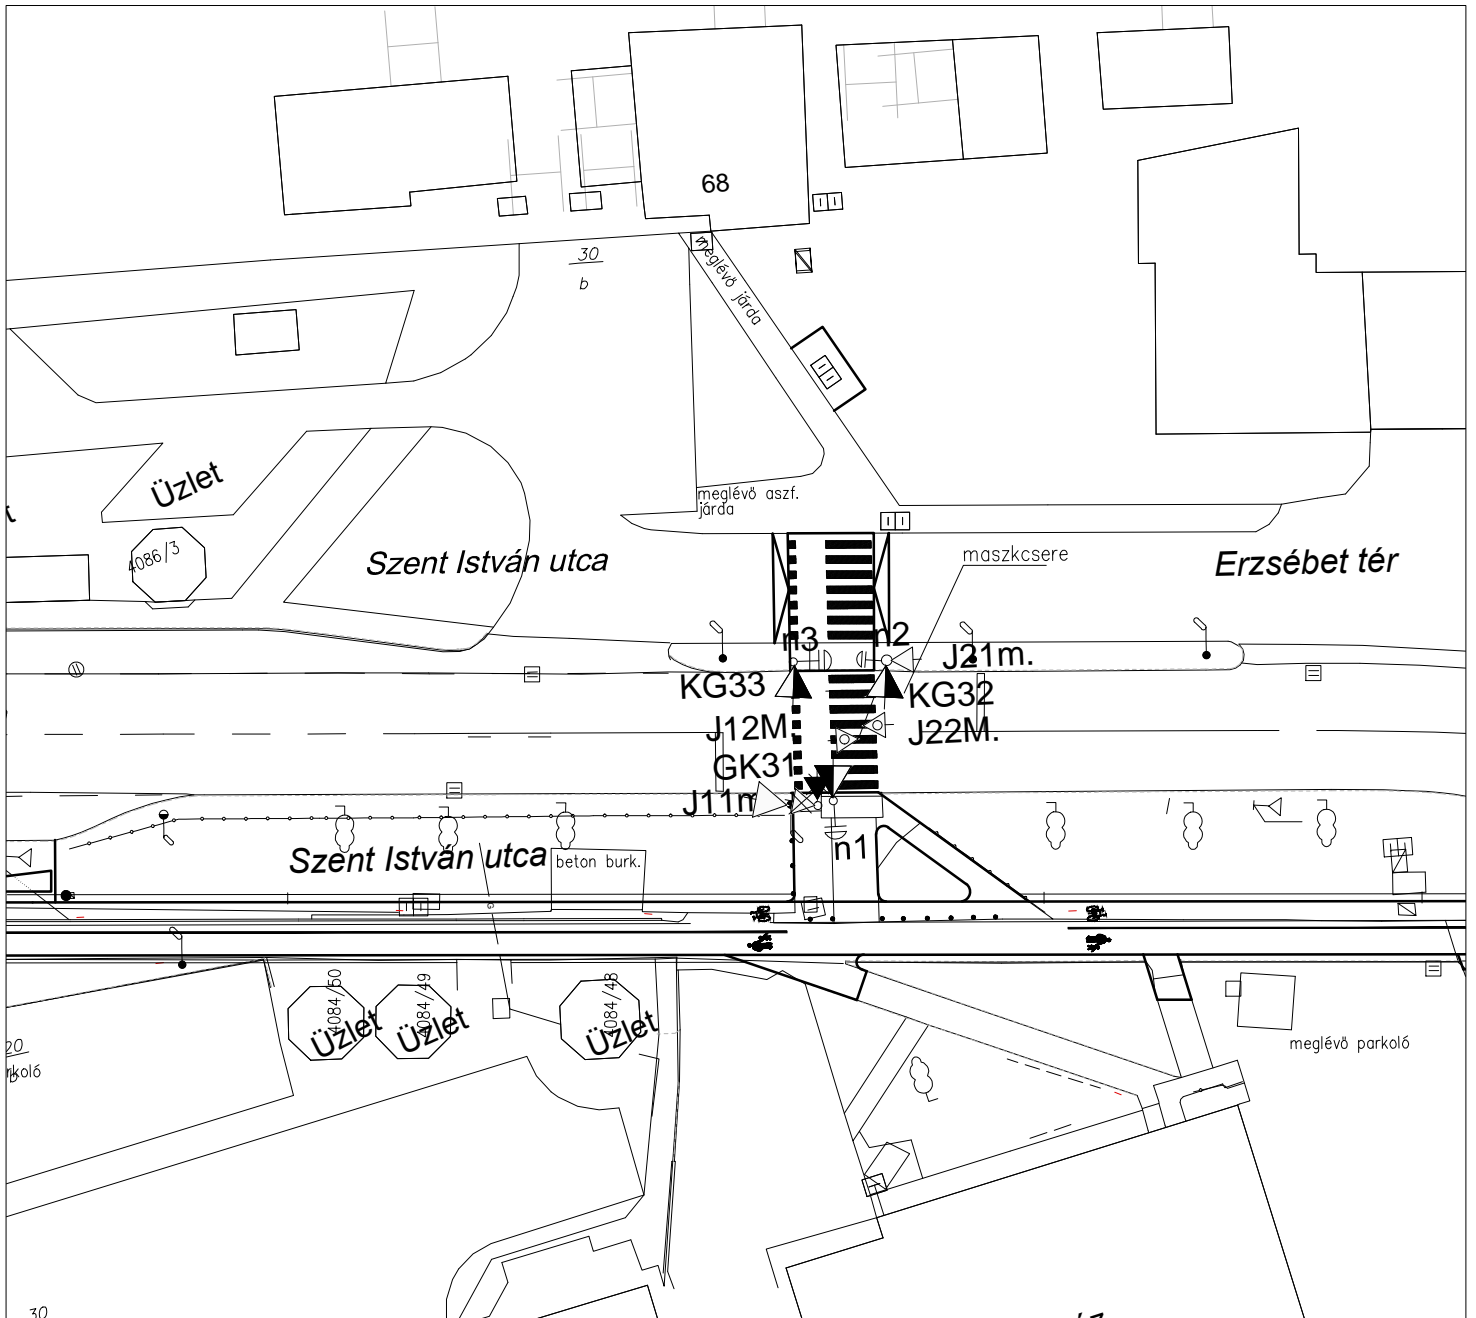 68
meglévő járda
30
b
Üzlet
4086/3
meglévő aszf.
járda
Szent István utca
maszkcsere
Erzsébet tér
n3
n2
J21m.
KG33
KG32
J12M.
J22M.
GK31
J11m
n1
Szent István utca
beton burk.
G
4084/50
Üzlet
4084/49
Üzlet
4084/48
Üzlet
20
b
meglévő parkoló
30